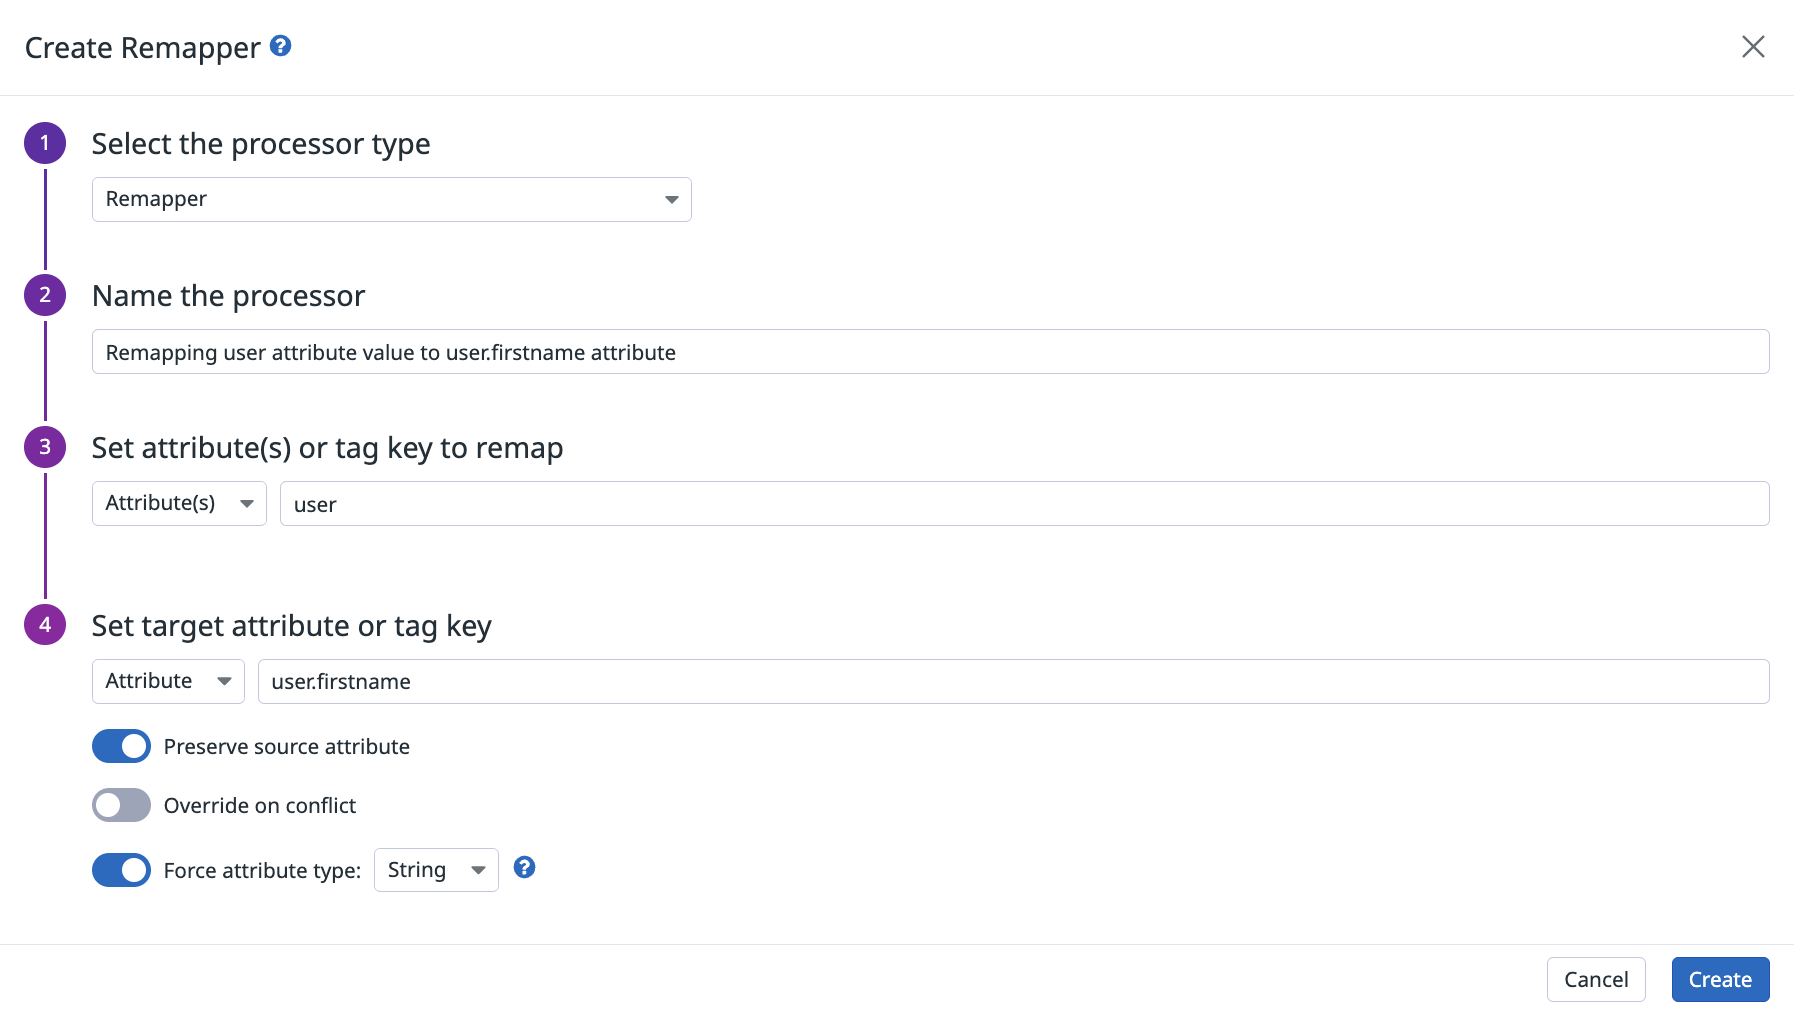 Create Remapper ?
1 Select the processor type
Remapper
2 Name the processor
Remapping user attribute value to user.firstname attribute
3 Set attribute(s) or tag key to remap
Attribute(s) user
4 Set target attribute or tag key
Attribute user.firstname
Preserve source attribute
Override on conflict
Force attribute type: String ?
Cancel Create